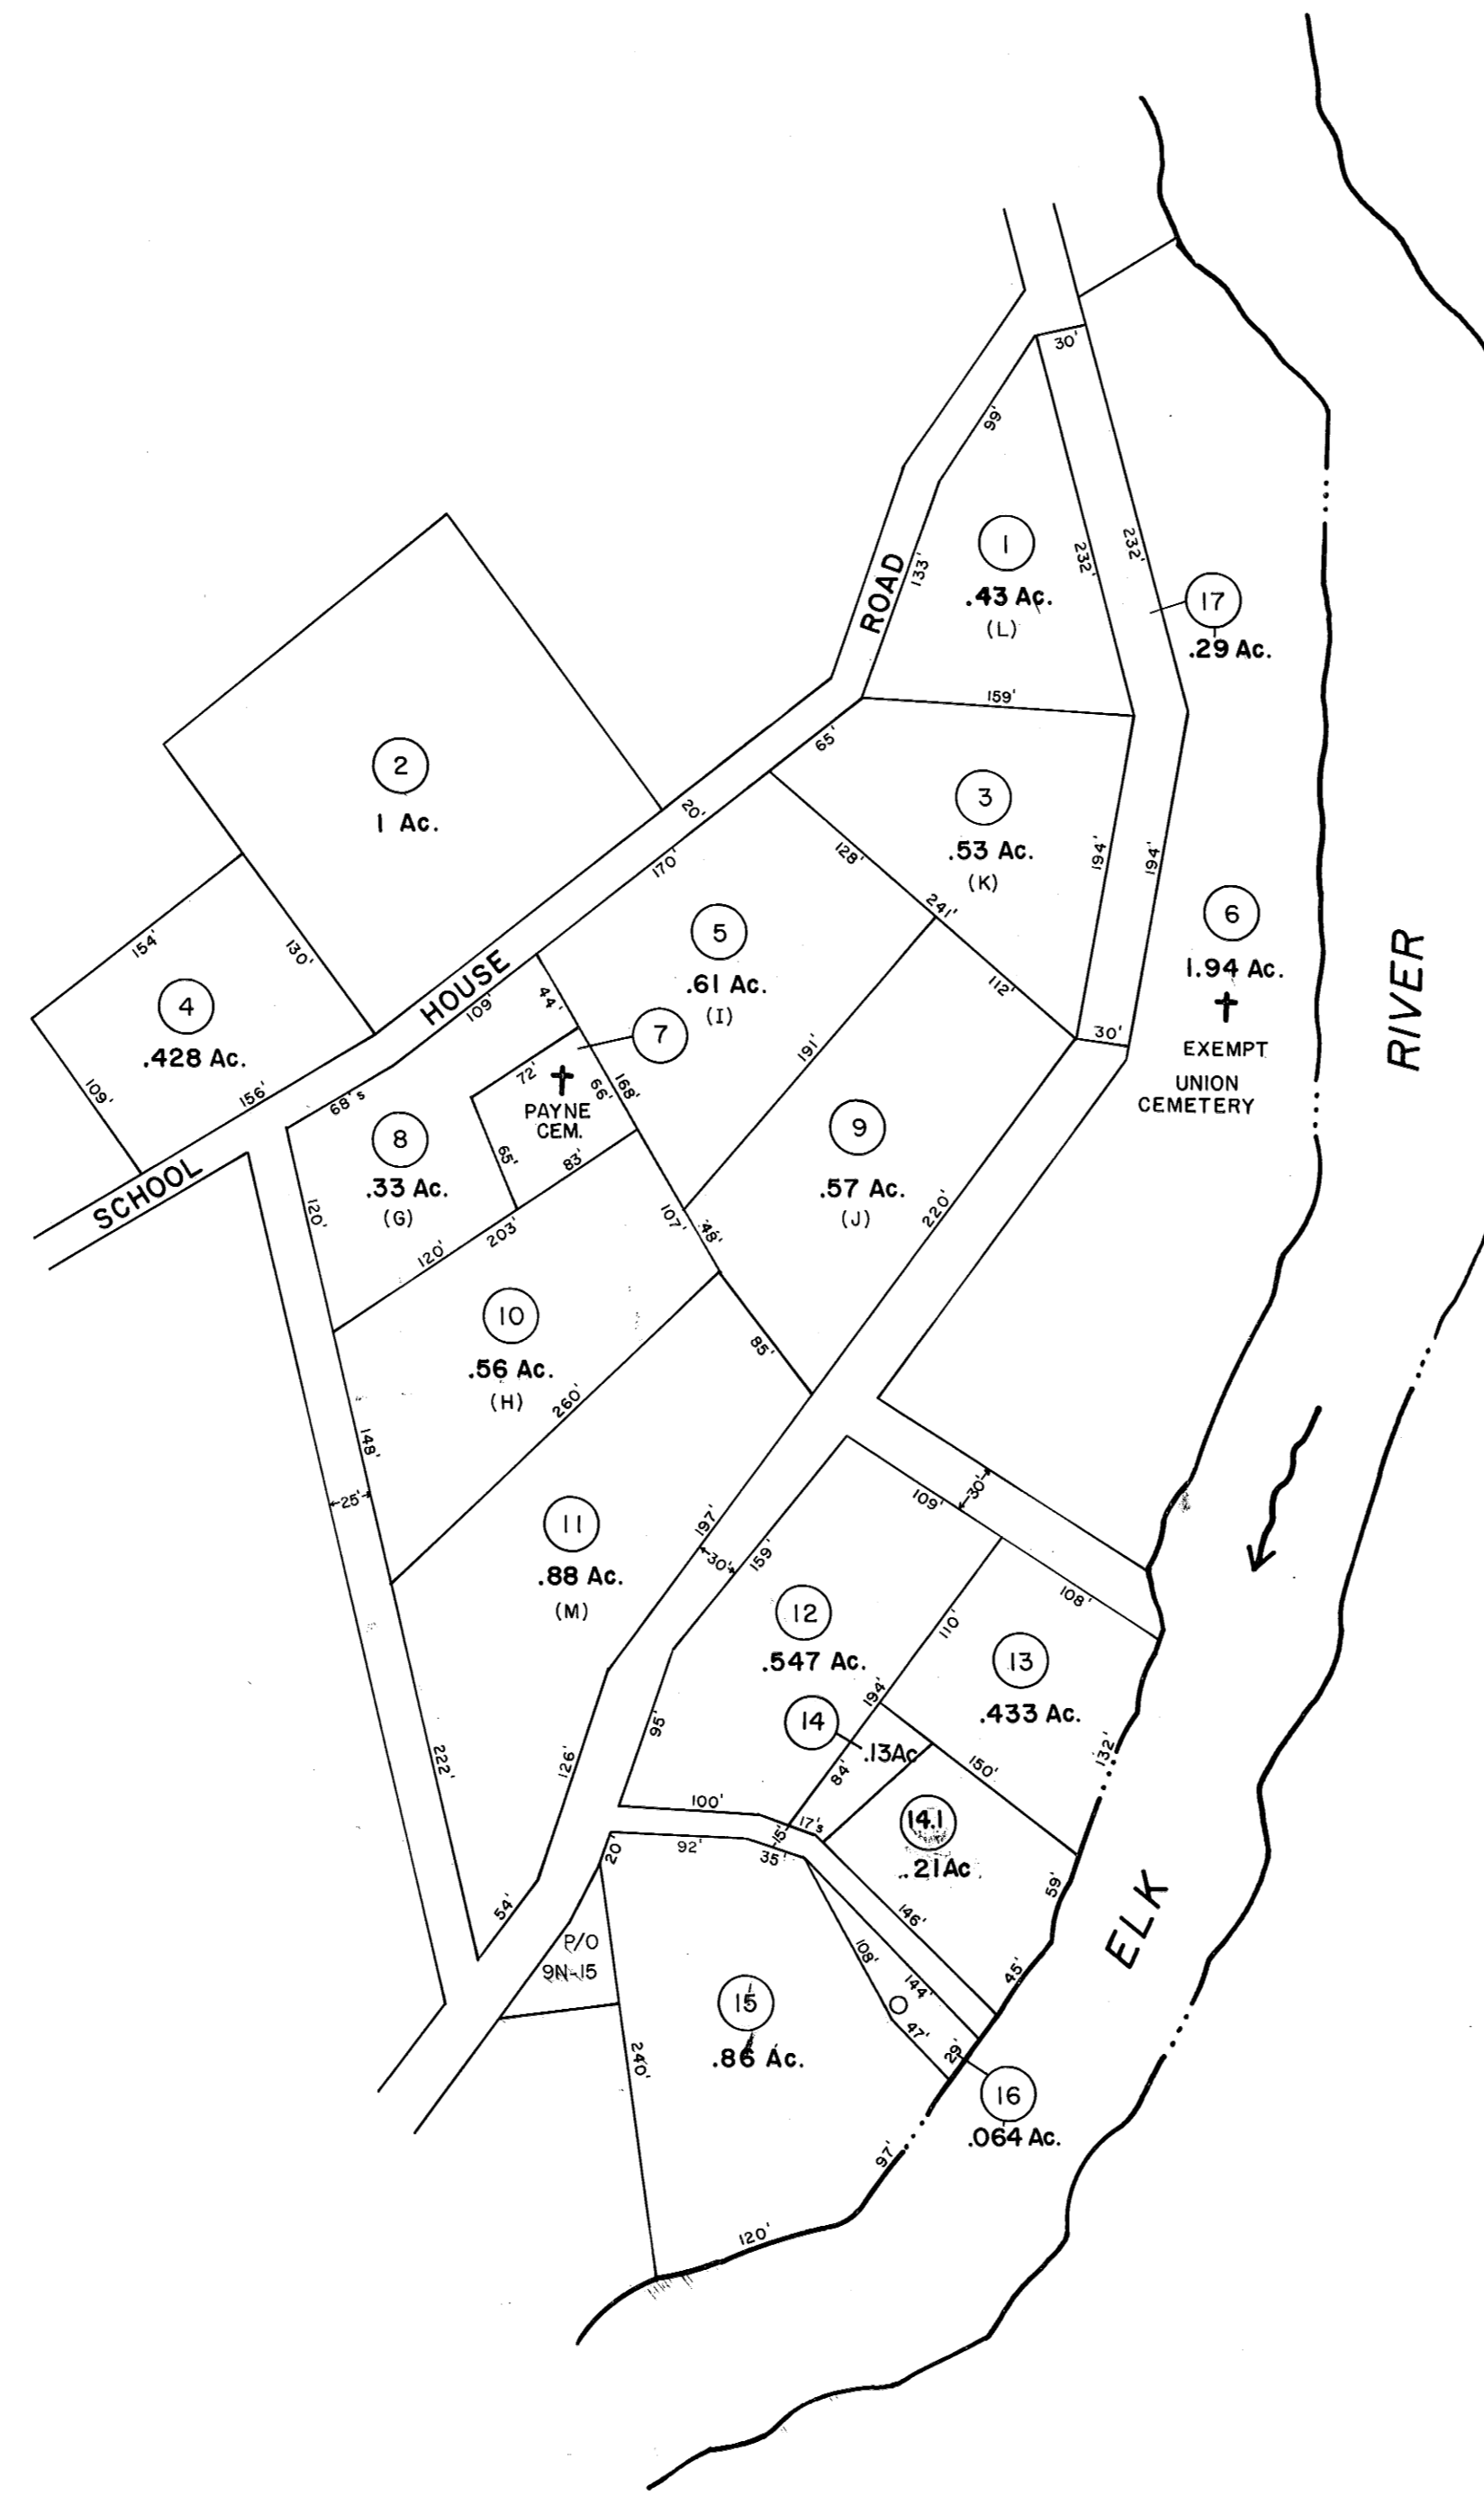 30'
99'
133'
ROAD
1
.43 Ac.
(L)
232'
232'
17
.29 Ac.
159'
65'
2
1 Ac.
20'
170'
3
.53 Ac.
(K)
128'
241'
194'
194'
154'
130'
4
.428 Ac.
109'
156'
HOUSE
109'
5
.61 Ac.
(I)
6
1.94 Ac.
EXEMPT
UNION
CEMETERY
RIVER
44'
7
72'
PAYNE
CEM.
66'
168'
65'
83'
112'
30'
191'
68's
8
.33 Ac.
(G)
9
.57 Ac.
(J)
SCHOOL
120'
120'
203'
107'
48'
220'
10
.56 Ac.
(H)
85'
260'
148'
25'
11
.88 Ac.
(M)
197'
30'
159'
109'
30'
108'
12
.547 Ac.
110'
13
.433 Ac.
194'
14
.13Ac
84'
150'
132'
95'
126'
222'
100'
17's
15'
14.1
.21Ac
92'
35'
20'
59'
54'
P/O
9N-15
146'
ELK
108'
144'
45'
15
.86 Ac.
47'
29'
16
.064 Ac.
240'
97'
120'